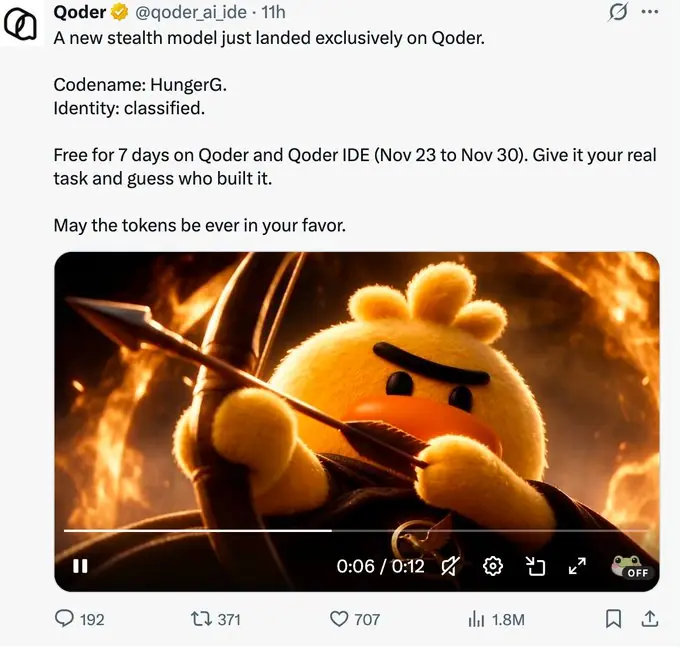 Qoder @qoder_ai_ide · 11h
A new stealth model just landed exclusively on Qoder.
Codename: HungerG.
Identity: classified.
Free for 7 days on Qoder and Qoder IDE (Nov 23 to Nov 30). Give it your real
task and guess who built it.
May the tokens be ever in your favor.
0:06 / 0:12
OFF
192 371 707 1.8M